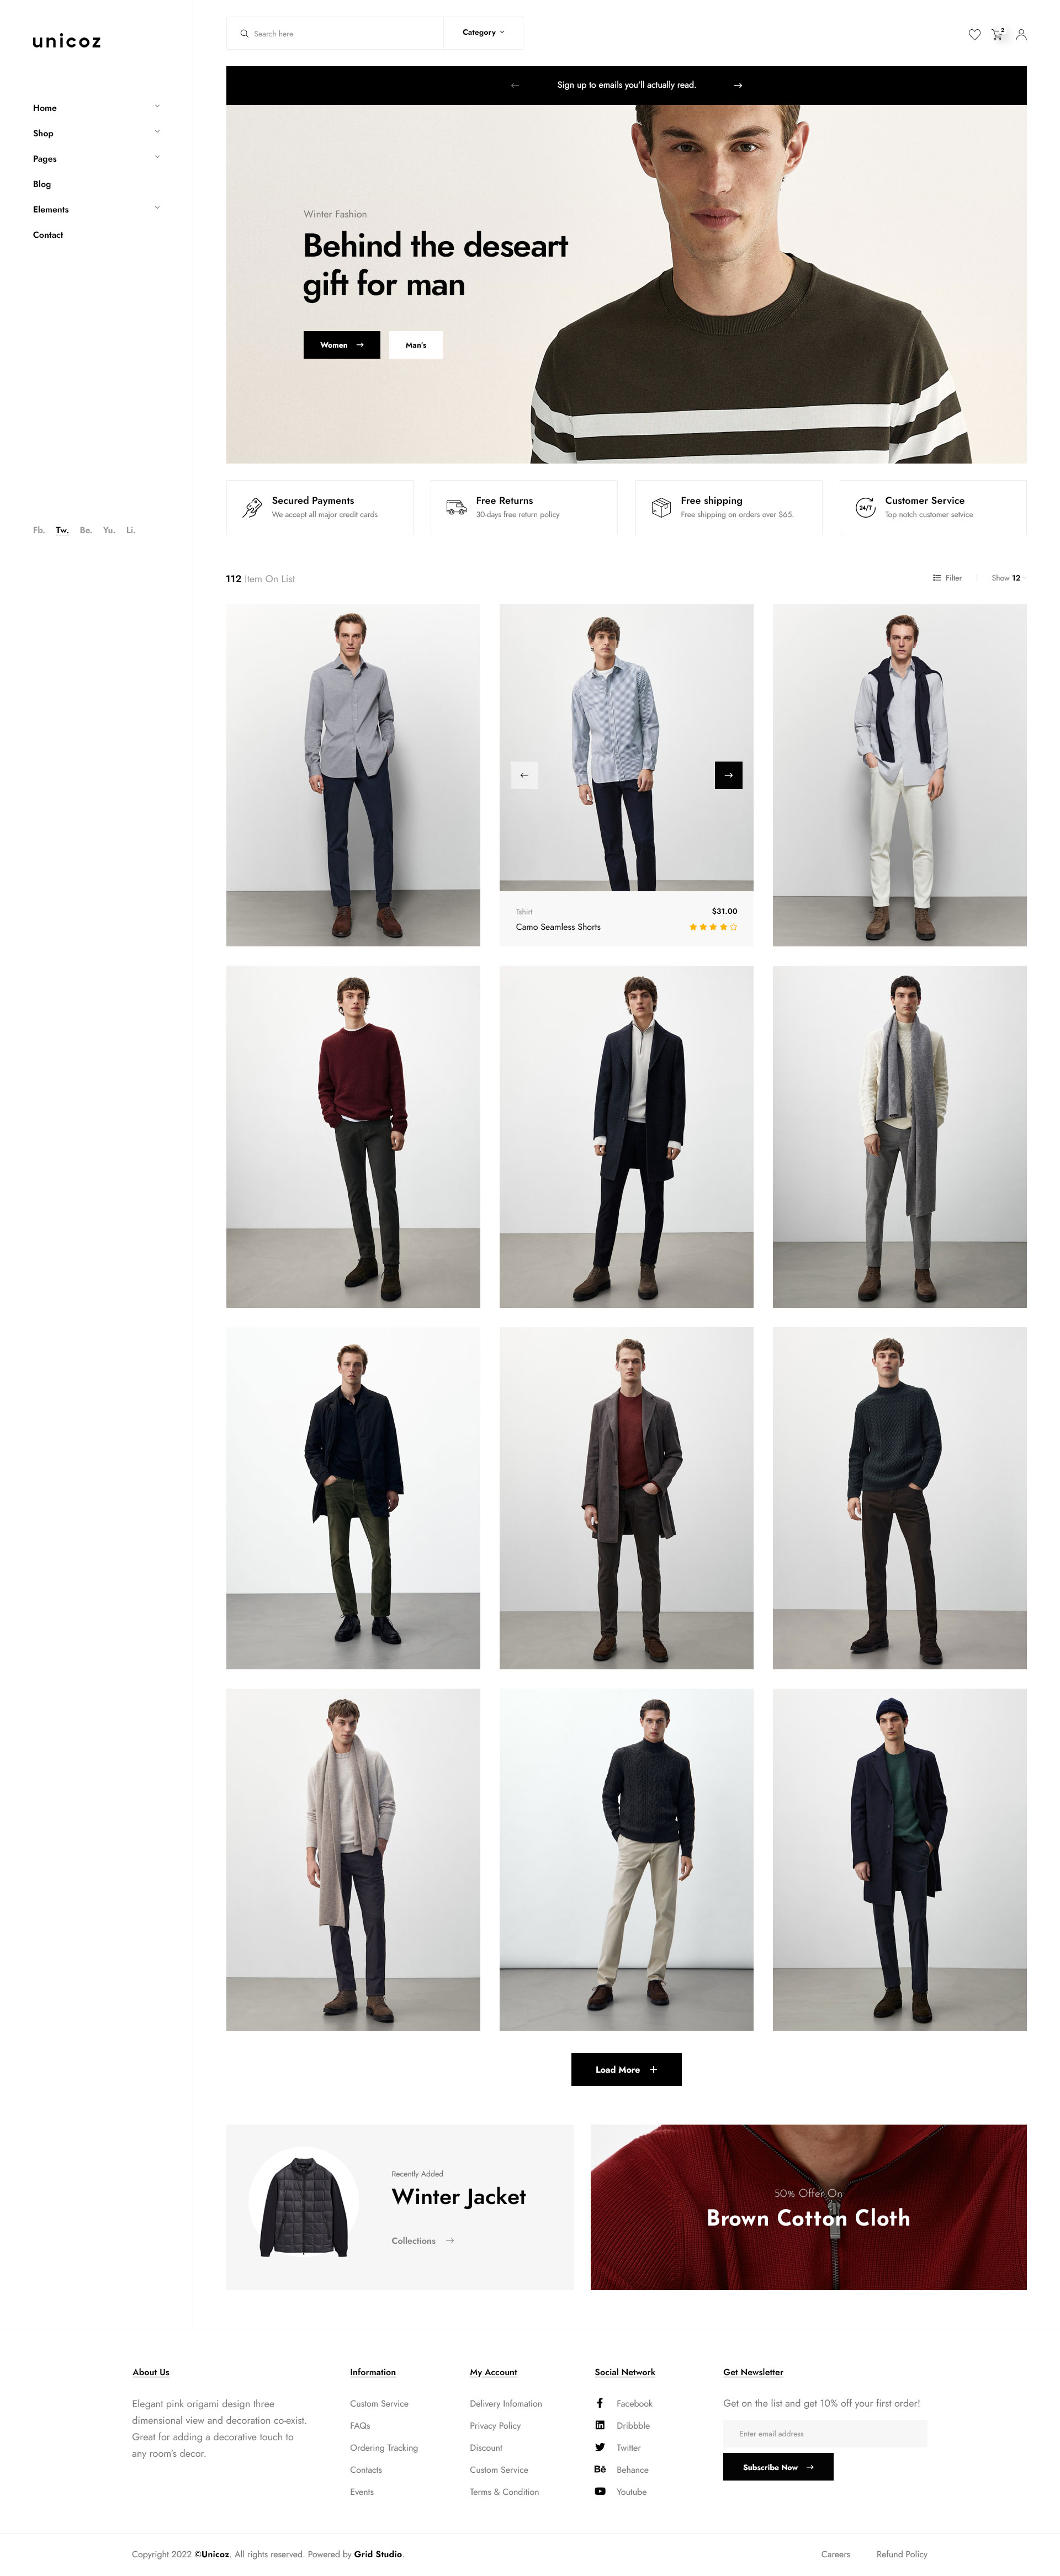 unicoz
Search here
Category
2
Home
Shop
Pages
Blog
Elements
Contact
Fb. Tw. Be. Yu. Li.
Sign up to emails you'll actually read.
Winter Fashion
Behind the deseart
gift for man
Women
Man's
Secured Payments
We accept all major credit cards
Free Returns
30-days free return policy
Free shipping
Free shipping on orders over $65.
24/7
Customer Service
Top notch customer setvice
112 Item On List
Filter
Show 12
Tshirt
$31.00
Camo Seamless Shorts
Load More
Recently Added
Winter Jacket
Collections
50% Offer On
Brown Cotton Cloth
About Us
Elegant pink origami design three
dimensional view and decoration co-exist.
Great for adding a decorative touch to
any room's decor.
Information
Custom Service
FAQs
Ordering Tracking
Contacts
Events
My Account
Delivery Infomation
Privacy Policy
Discount
Custom Service
Terms & Condition
Social Network
Facebook
Dribbble
Twitter
Bē Behance
Youtube
Get Newsletter
Get on the list and get 10% off your first order!
Enter email address
Subscribe Now
Copyright 2022 ©Unicoz. All rights reserved. Powered by Grid Studio.
Careers
Refund Policy